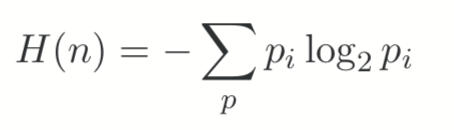 H(n) = − ∑_p p_i log_2 p_i